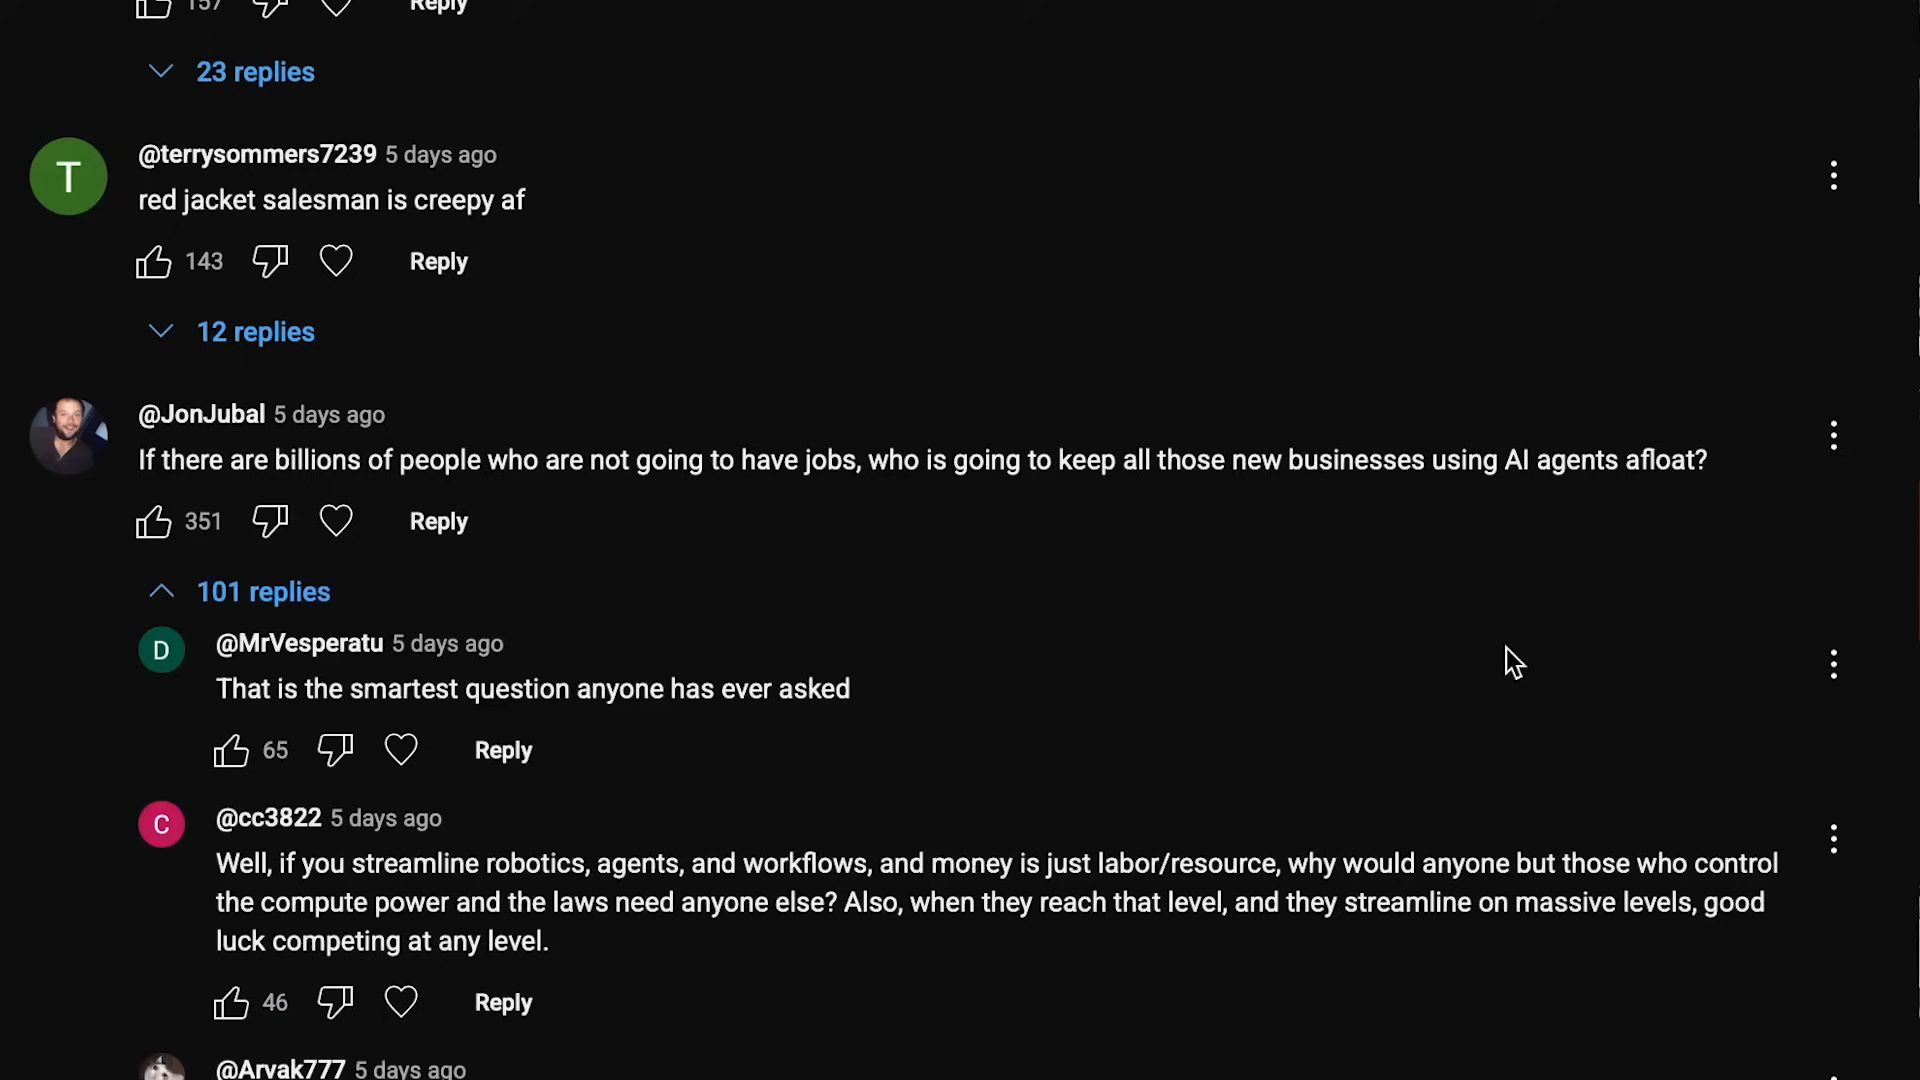 157 Reply
23 replies
T
@terrysommers7239 5 days ago
red jacket salesman is creepy af
143 Reply
12 replies
@JonJubal 5 days ago
If there are billions of people who are not going to have jobs, who is going to keep all those new businesses using AI agents afloat?
351 Reply
101 replies
D
@MrVesperatu 5 days ago
That is the smartest question anyone has ever asked
65 Reply
C
@cc3822 5 days ago
Well, if you streamline robotics, agents, and workflows, and money is just labor/resource, why would anyone but those who control
the compute power and the laws need anyone else? Also, when they reach that level, and they streamline on massive levels, good
luck competing at any level.
46 Reply
@Arvak777 5 days ago